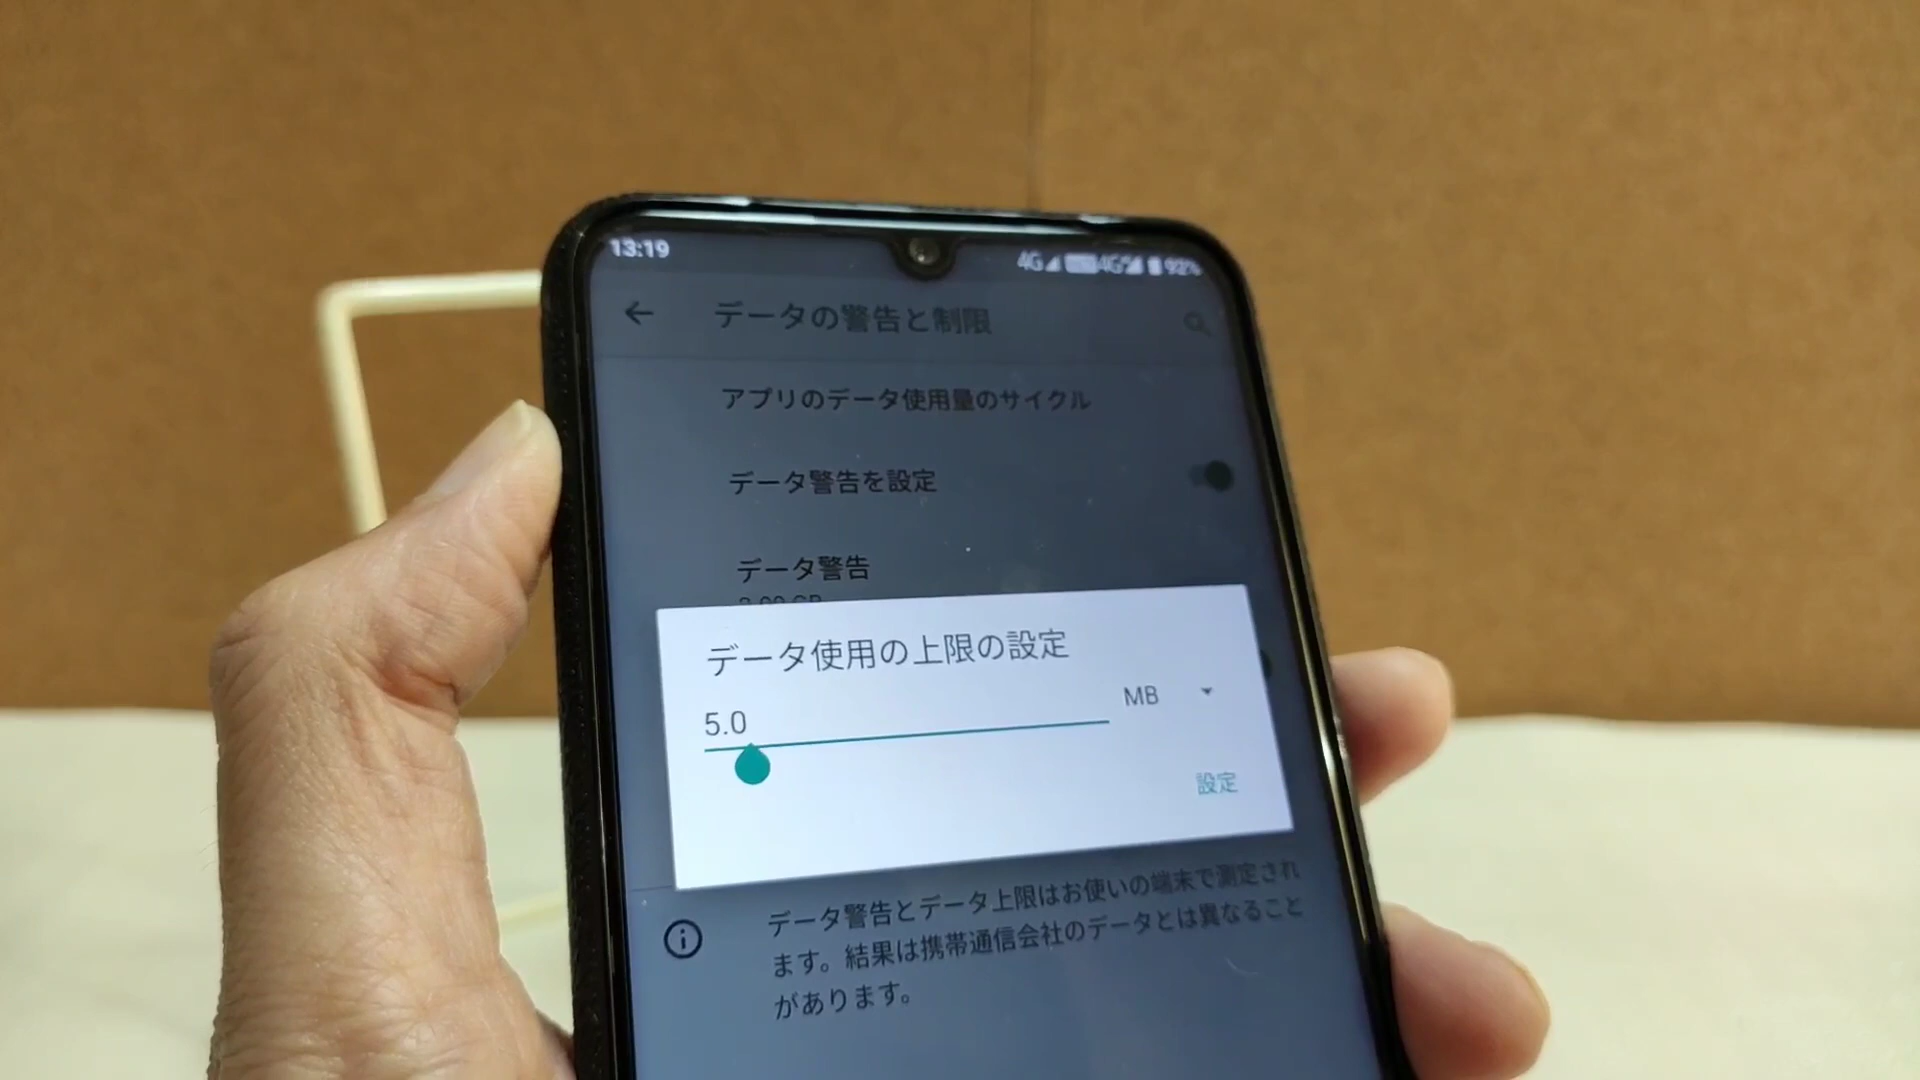 13:19
4G 4G 92%
データの警告と制限
アプリのデータ使用量のサイクル
データ警告を設定
データ警告
データ使用の上限の設定
5.0
MB
設定
データ警告とデータ上限はお使いの端末で測定され
ます。結果は携帯通信会社のデータとは異なること
があります。